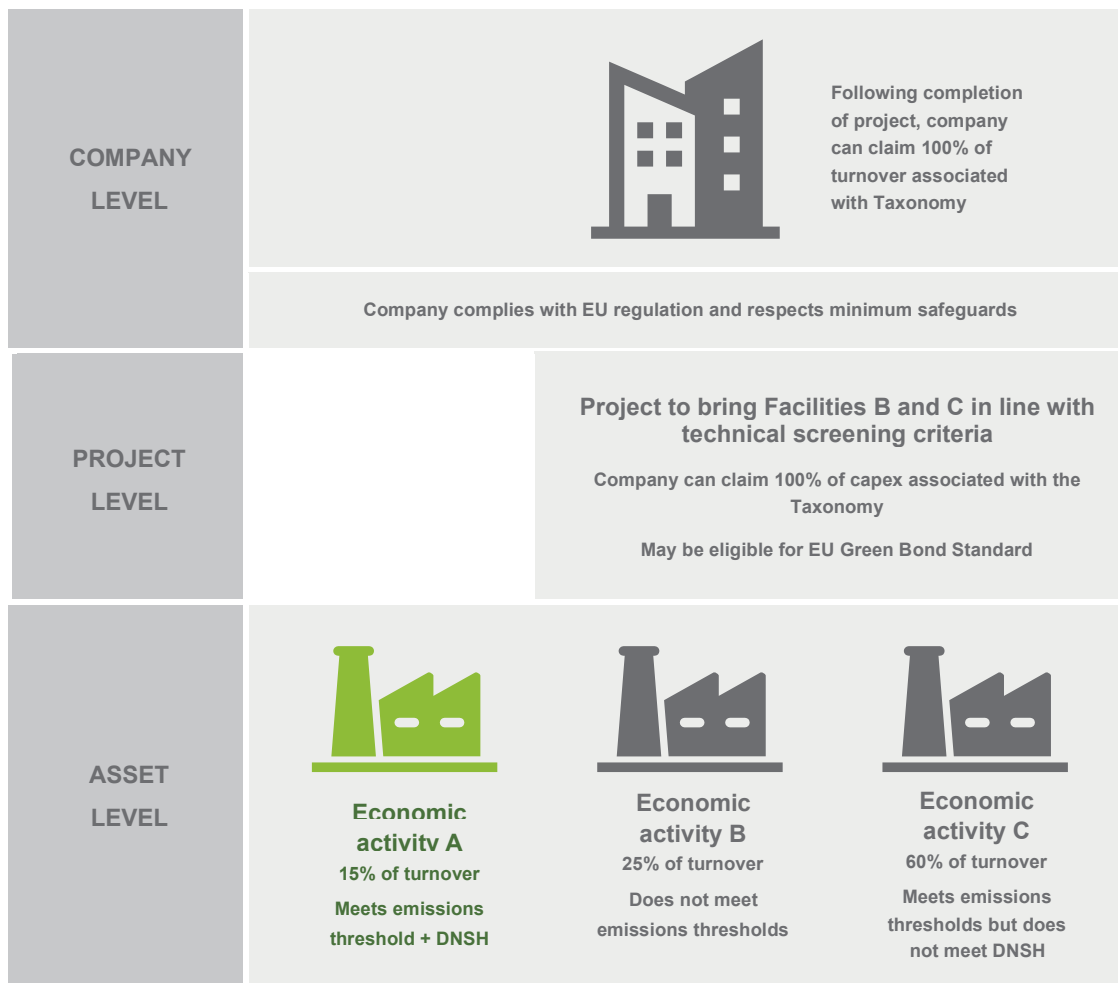 COMPANY
LEVEL
Following completion
of project, company
can claim 100% of
turnover associated
with Taxonomy
Company complies with EU regulation and respects minimum safeguards
PROJECT
LEVEL
Project to bring Facilities B and C in line with
technical screening criteria
Company can claim 100% of capex associated with the
Taxonomy
May be eligible for EU Green Bond Standard
ASSET
LEVEL
Economic
activity A
15% of turnover
Meets emissions
threshold + DNSH
Economic
activity B
25% of turnover
Does not meet
emissions thresholds
Economic
activity C
60% of turnover
Meets emissions
thresholds but does
not meet DNSH